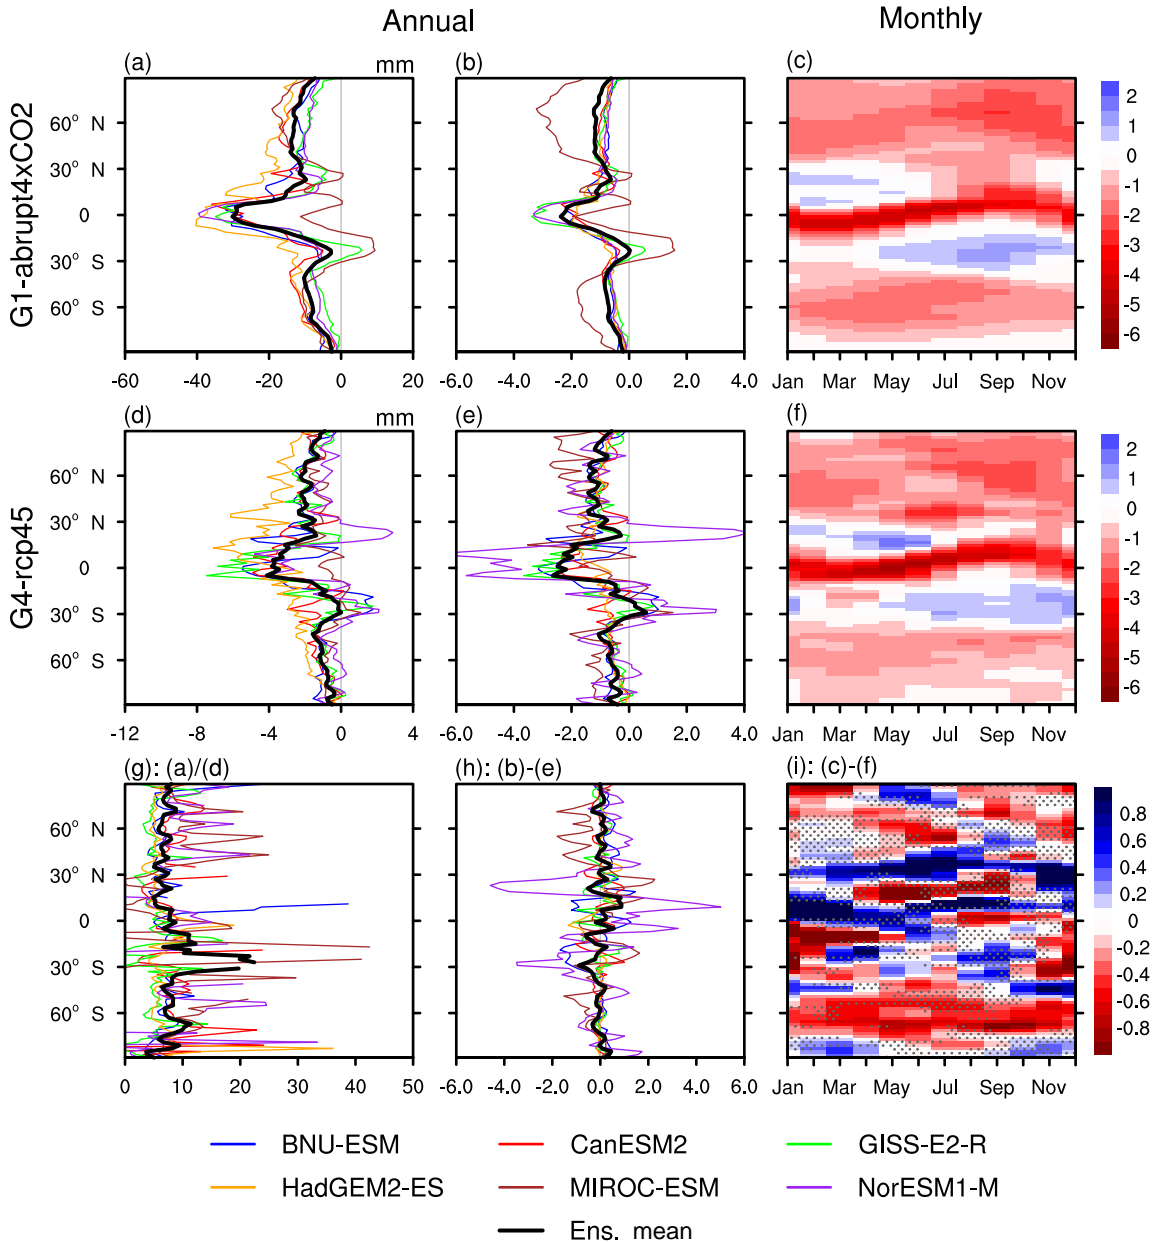 Annual Monthly
(a) mm (b) (c)
G1-abrupt4xCO2
60° N
30° N
0
30° S
60° S
2
1
0
-1
-2
-3
-4
-5
-6
-60 -40 -20 0 20
-6.0 -4.0 -2.0 0.0 2.0 4.0
Jan Mar May Jul Sep Nov
(d) mm (e) (f)
G4-rcp45
60° N
30° N
0
30° S
60° S
2
1
0
-1
-2
-3
-4
-5
-6
-12 -8 -4 0 4
-6.0 -4.0 -2.0 0.0 2.0 4.0
Jan Mar May Jul Sep Nov
(g): (a)/(d) (h): (b)-(e) (i): (c)-(f)
60° N
30° N
0
30° S
60° S
0.8
0.6
0.4
0.2
0
-0.2
-0.4
-0.6
-0.8
0 10 20 30 40 50
-6.0 -4.0 -2.0 0.0 2.0 4.0 6.0
Jan Mar May Jul Sep Nov
BNU-ESM CanESM2 GISS-E2-R
HadGEM2-ES MIROC-ESM NorESM1-M
Ens. mean